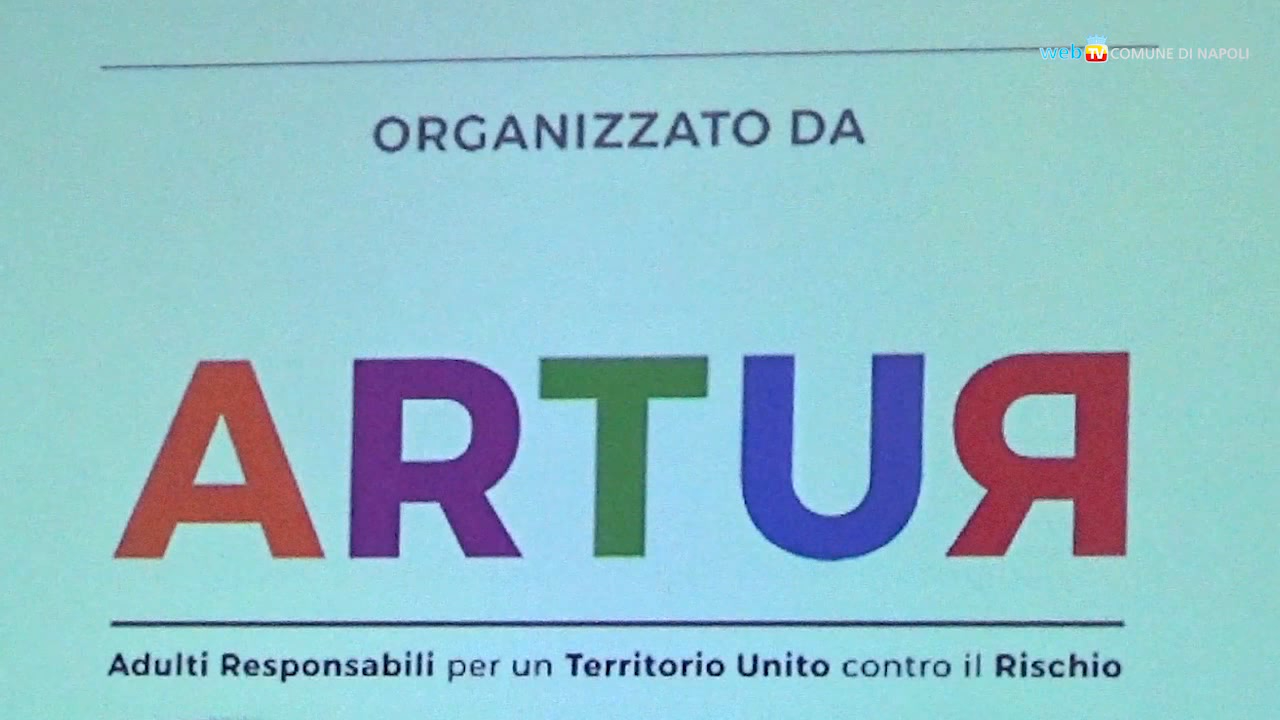 web TV COMUNE DI NAPOLI
ORGANIZZATO DA
ARTUR
Adulti Responsabili per un Territorio Unito contro il Rischio